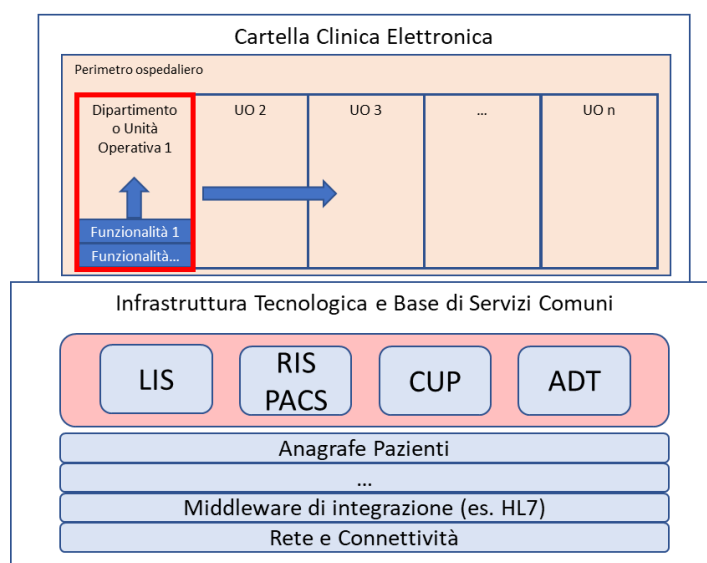 Cartella Clinica Elettronica
Perimetro ospedaliero
Dipartimento
o Unità
Operativa 1
UO 2
UO 3
...
UO n
Funzionalità 1
Funzionalità...
Infrastruttura Tecnologica e Base di Servizi Comuni
LIS
RIS
PACS
CUP
ADT
Anagrafe Pazienti
...
Middleware di integrazione (es. HL7)
Rete e Connettività